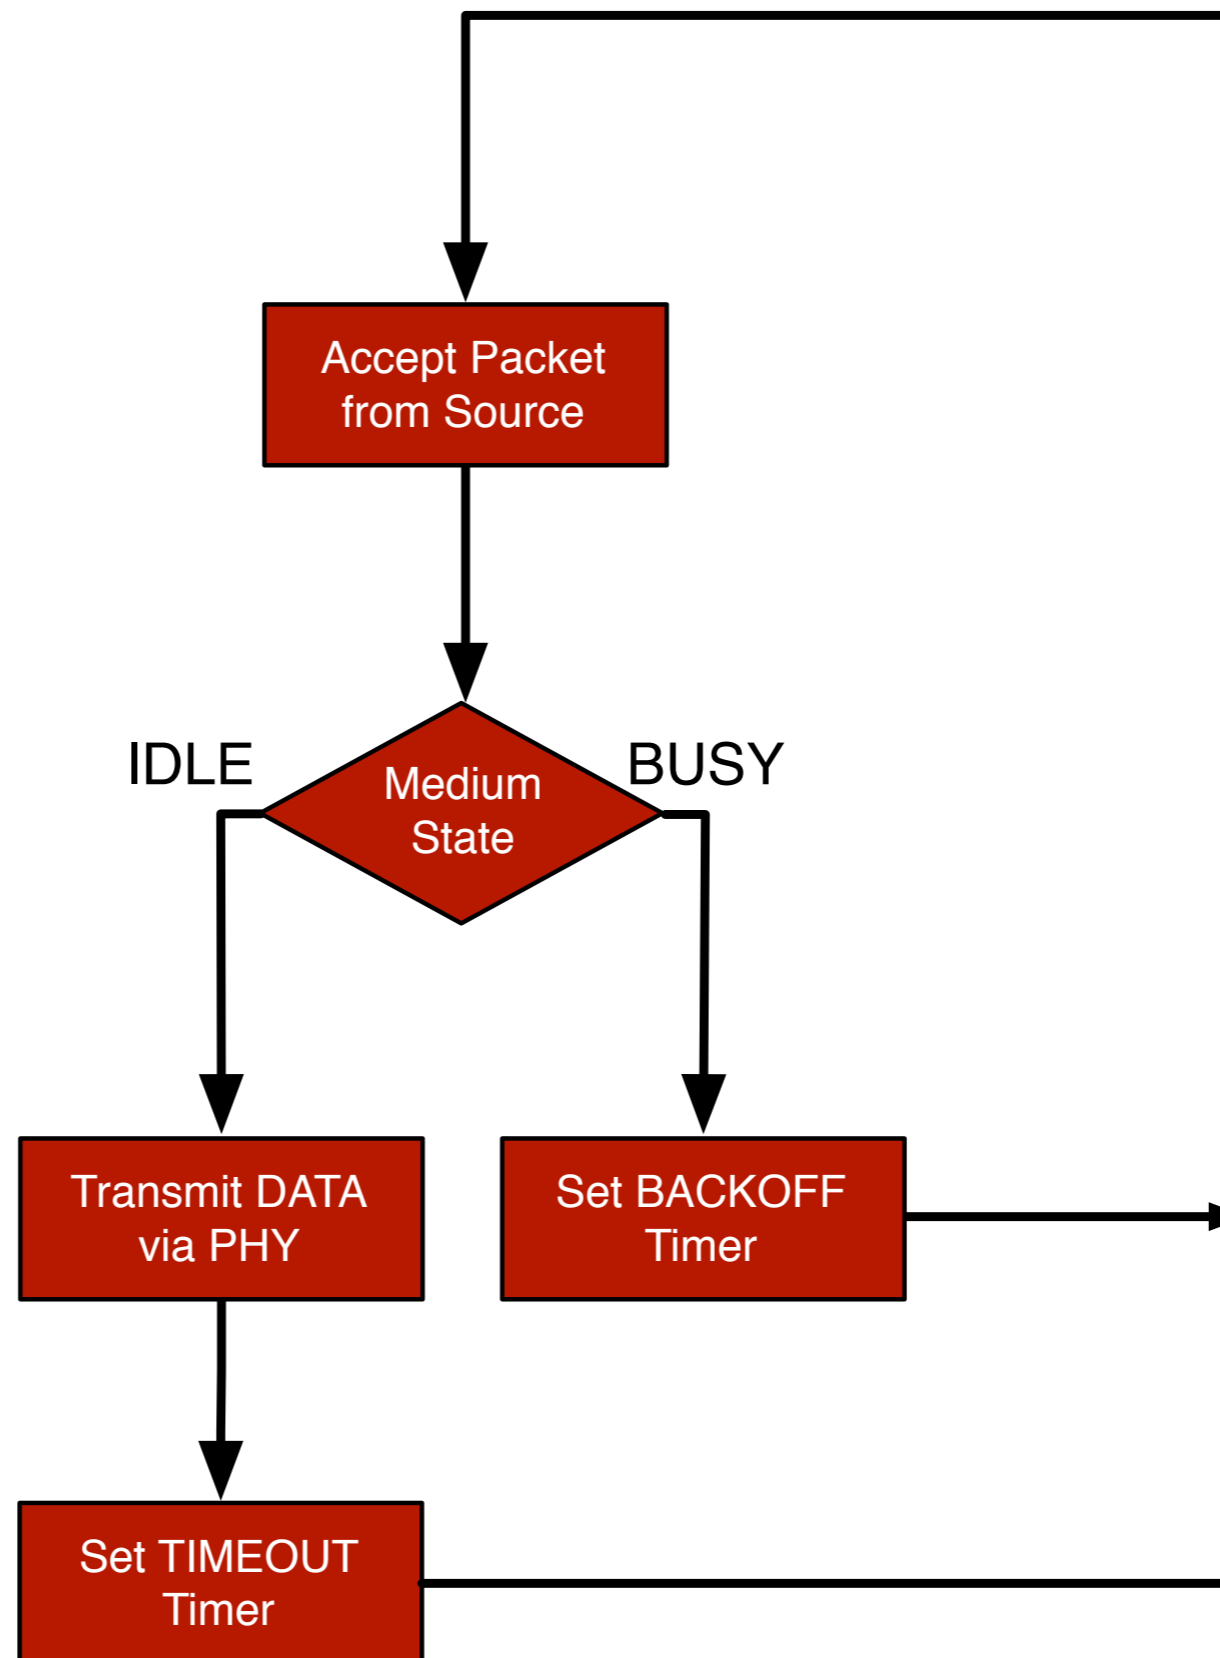 Accept Packet
from Source
IDLE
BUSY
Medium
State
Transmit DATA
via PHY
Set BACKOFF
Timer
Set TIMEOUT
Timer